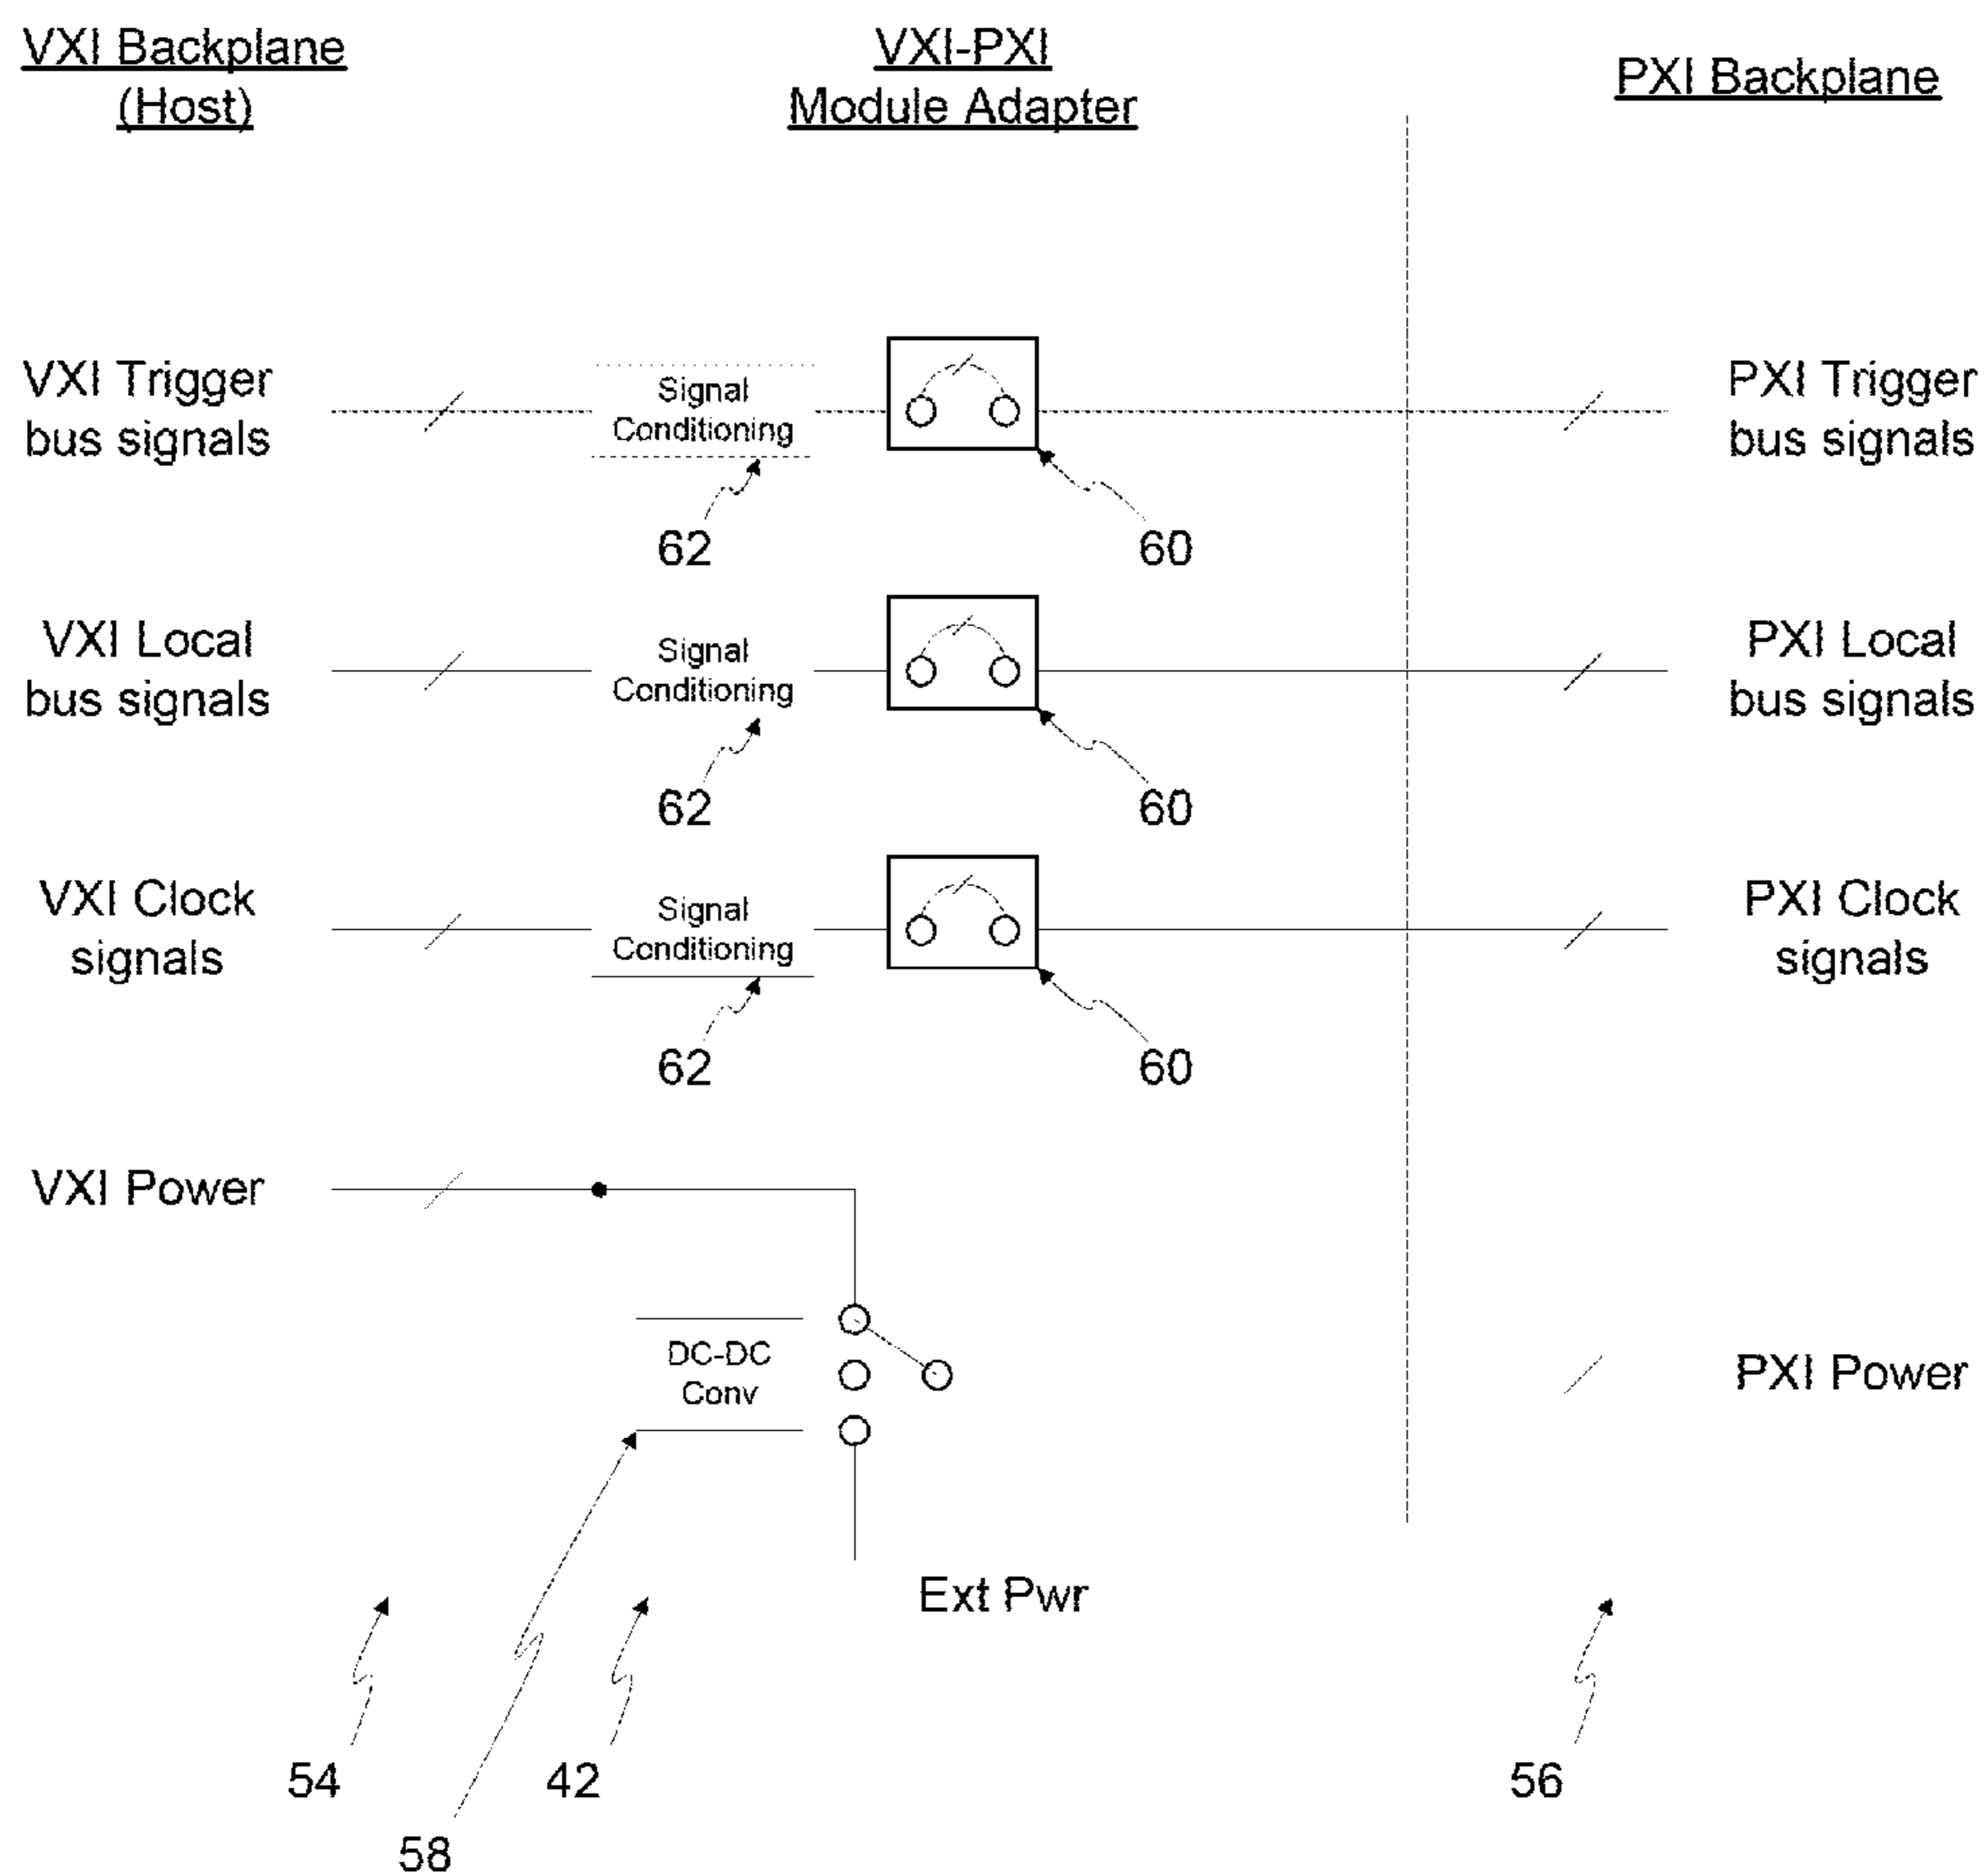 VXI Backplane
(Host)
VXI-PXI
Module Adapter
PXI Backplane
VXI Trigger
bus signals
Signal
Conditioning
PXI Trigger
bus signals
62
60
VXI Local
bus signals
Signal
Conditioning
PXI Local
bus signals
62
60
VXI Clock
signals
Signal
Conditioning
PXI Clock
signals
62
60
VXI Power
DC-DC
Conv
PXI Power
Ext Pwr
54
42
56
58